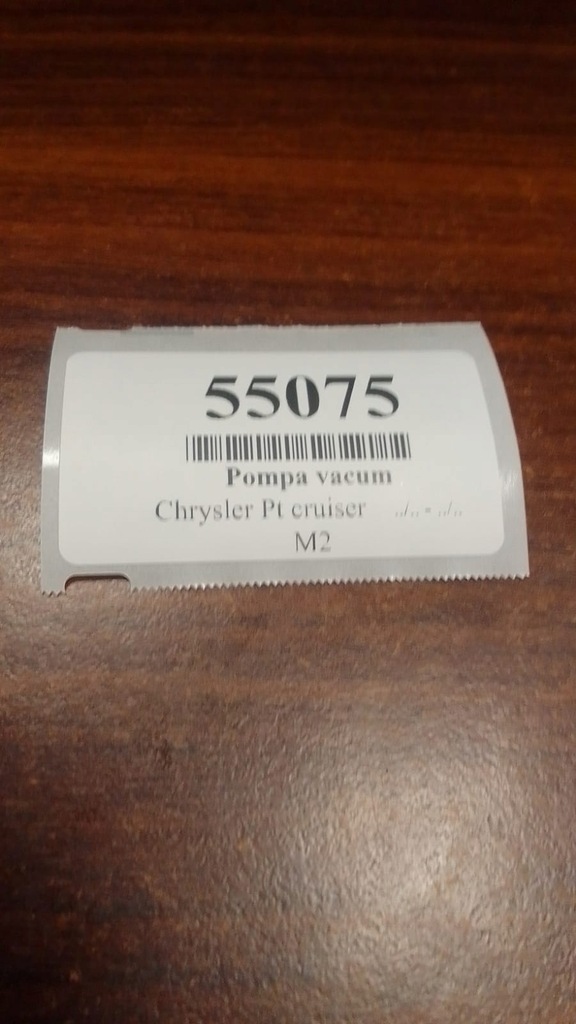 55075
Pompa vacum
Chrysler Pt cruiser
M2